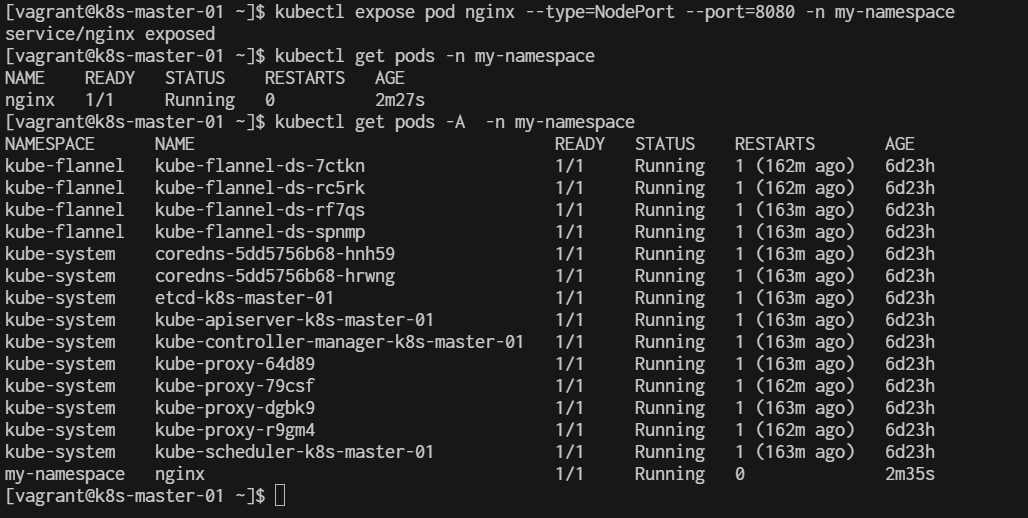 [vagrant@k8s-master-01 ~]$ kubectl expose pod nginx --type=NodePort --port=8080 -n my-namespace
service/nginx exposed
[vagrant@k8s-master-01 ~]$ kubectl get pods -n my-namespace
NAME    READY   STATUS    RESTARTS   AGE
nginx   1/1     Running   0          2m27s
[vagrant@k8s-master-01 ~]$ kubectl get pods -A  -n my-namespace
NAMESPACE      NAME                                    READY   STATUS    RESTARTS       AGE
kube-flannel   kube-flannel-ds-7ctkn                   1/1     Running   1 (162m ago)   6d23h
kube-flannel   kube-flannel-ds-rc5rk                   1/1     Running   1 (162m ago)   6d23h
kube-flannel   kube-flannel-ds-rf7qs                   1/1     Running   1 (163m ago)   6d23h
kube-flannel   kube-flannel-ds-spnmp                   1/1     Running   1 (163m ago)   6d23h
kube-system    coredns-5dd5756b68-hnh59                1/1     Running   1 (163m ago)   6d23h
kube-system    coredns-5dd5756b68-hrwng                1/1     Running   1 (163m ago)   6d23h
kube-system    etcd-k8s-master-01                      1/1     Running   1 (163m ago)   6d23h
kube-system    kube-apiserver-k8s-master-01            1/1     Running   1 (163m ago)   6d23h
kube-system    kube-controller-manager-k8s-master-01   1/1     Running   1 (163m ago)   6d23h
kube-system    kube-proxy-64d89                        1/1     Running   1 (163m ago)   6d23h
kube-system    kube-proxy-79csf                        1/1     Running   1 (162m ago)   6d23h
kube-system    kube-proxy-dgbk9                        1/1     Running   1 (163m ago)   6d23h
kube-system    kube-proxy-r9gm4                        1/1     Running   1 (162m ago)   6d23h
kube-system    kube-scheduler-k8s-master-01            1/1     Running   1 (163m ago)   6d23h
my-namespace   nginx                                   1/1     Running   0              2m35s
[vagrant@k8s-master-01 ~]$